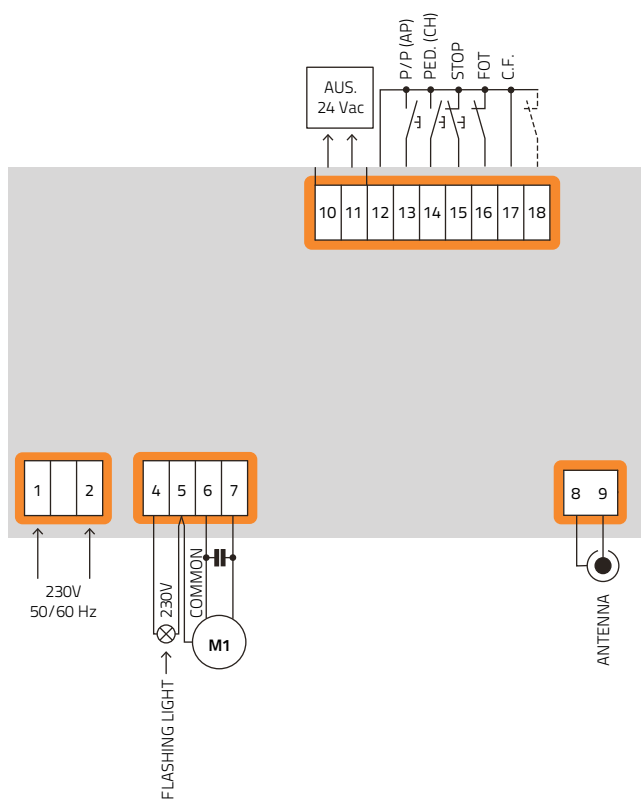 P/P (AP)
PED. (CH)
STOP
FOT
C.F.
AUS.
24 Vac
10 11 12 13 14 15 16 17 18
1 2
4 5 6 7
8 9
230V
50/60 Hz
230V
COMMON
M1
FLASHING LIGHT
ANTENNA